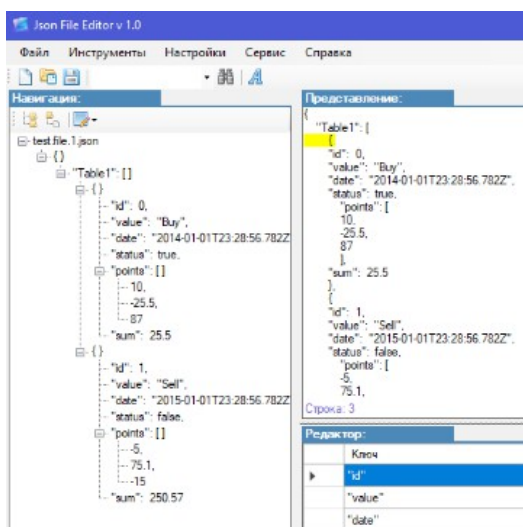 Json File Editor v 1.0
Файл Инструменты Настройки Сервис Справка
Навигация:
test.file.1.json
{}
"Table1": []
{}
"id": 0,
"value": "Buy",
"date": "2014-01-01T23:28:56.782Z
"status": true,
"points": []
10,
-25.5,
87
"sum": 25.5
{}
"id": 1,
"value": "Sell",
"date": "2015-01-01T23:28:56.782Z
"status": false,
"points": []
-5,
75.1,
-15
"sum": 250.57
Представление:
{
"Table1": [
{
"id": 0,
"value": "Buy",
"date": "2014-01-01T23:28:56.782Z",
"status": true,
"points": [
10,
-25.5,
87
],
"sum": 25.5
},
{
"id": 1,
"value": "Sell",
"date": "2015-01-01T23:28:56.782Z",
"status": false,
"points": [
-5,
75.1,
Строка: 3
Редактор:
Ключ
"id"
"value"
"date"